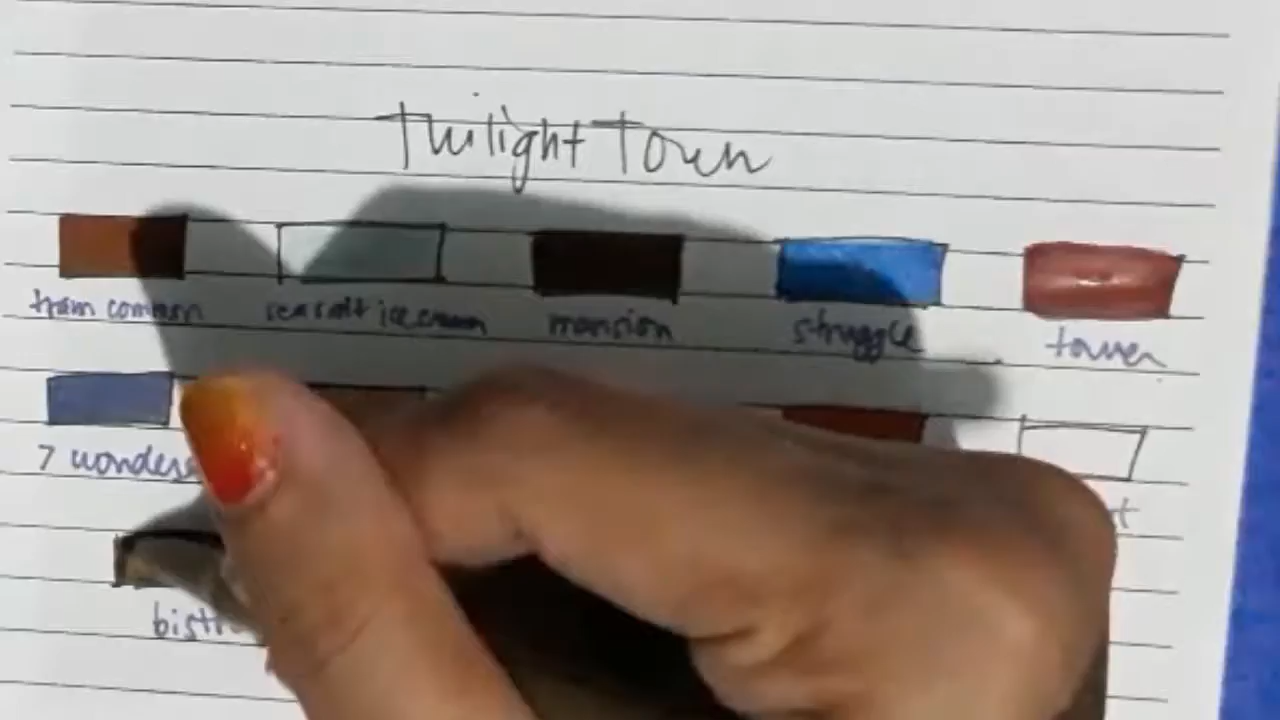 Twilight Town
tram common sea salt ice cream mansion struggle tower
7 wonders